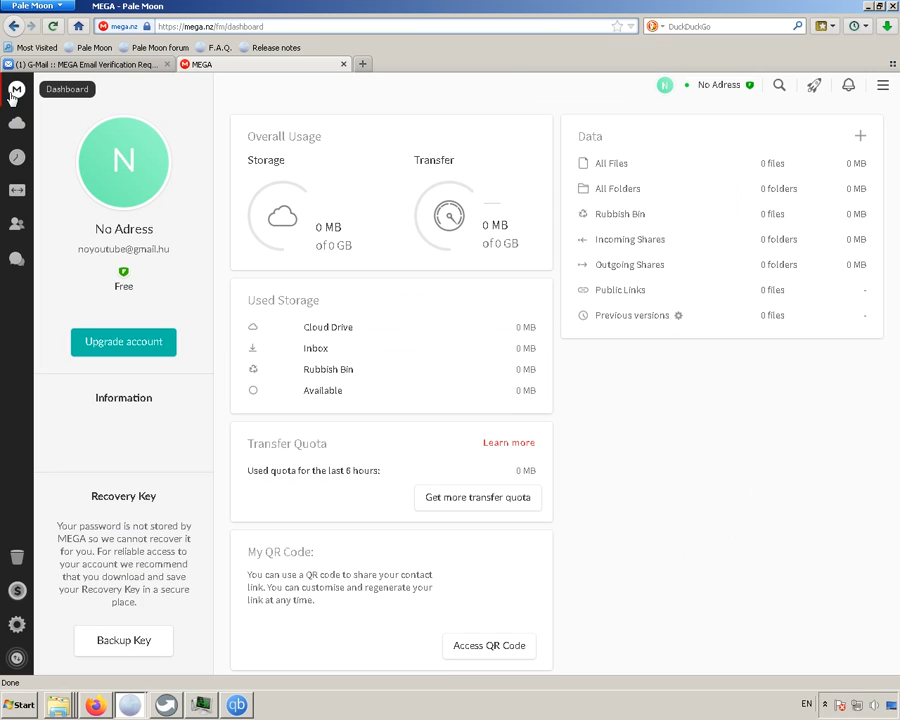 Pale Moon
MEGA - Pale Moon
mega.nz
https://mega.nz/fm/dashboard
DuckDuckGo
Most Visited
Pale Moon
Pale Moon forum
F.A.Q.
Release notes
(1) G-Mail :: MEGA Email Verification Req...
MEGA
M
Dashboard
N
No Adress
N
No Adress
noyoutube@gmail.hu
Free
Upgrade account
Information
Recovery Key
Your password is not stored by
MEGA so we cannot recover it
for you. For reliable access to
your account we recommend
that you download and save
your Recovery Key in a secure
place.
Backup Key
Overall Usage
Storage
Transfer
0 MB
of 0 GB
0 MB
of 0 GB
Used Storage
Cloud Drive 0 MB
Inbox 0 MB
Rubbish Bin 0 MB
Available 0 MB
Transfer Quota
Learn more
Used quota for the last 6 hours: 0 MB
Get more transfer quota
My QR Code:
You can use a QR code to share your contact
link. You can customise and regenerate your
link at any time.
Access QR Code
Data
All Files 0 files 0 MB
All Folders 0 folders 0 MB
Rubbish Bin 0 files 0 MB
Incoming Shares 0 folders 0 MB
Outgoing Shares 0 folders 0 MB
Public Links 0 files -
Previous versions 0 files -
Done
Start
qb
EN